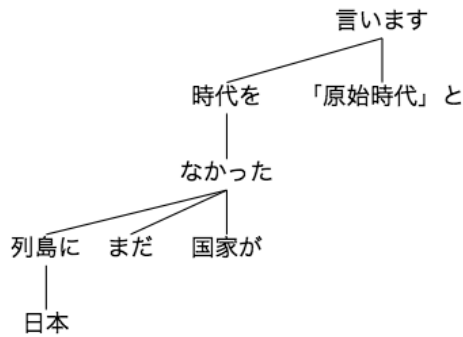 言います
時代を 「原始時代」と
なかった
列島に まだ 国家が
日本